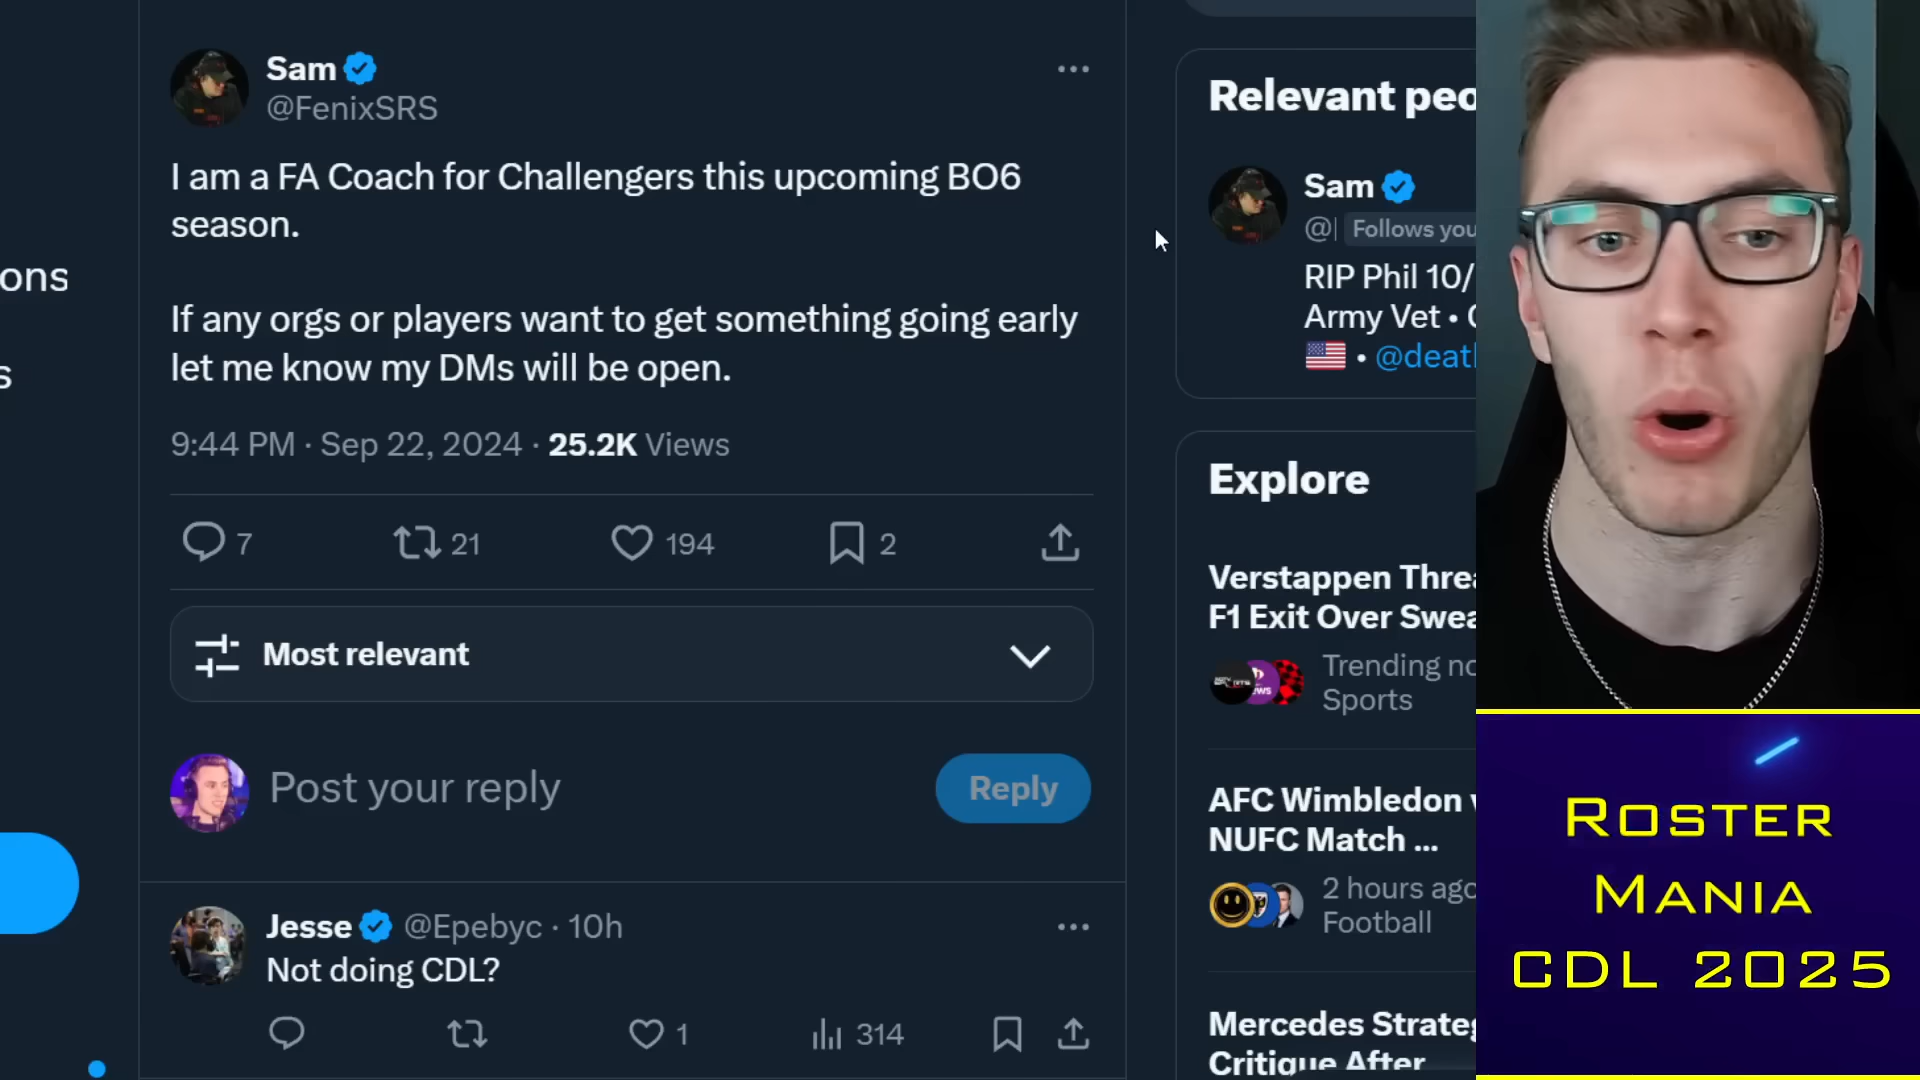 Sam
@FenixSRS
I am a FA Coach for Challengers this upcoming BO6
season.
If any orgs or players want to get something going early
let me know my DMs will be open.
9:44 PM · Sep 22, 2024 · 25.2K Views
7 21 194 2
Most relevant
Post your reply
Reply
Jesse @Epebyc · 10h
Not doing CDL?
1 314
ons
s
Relevant peo
Sam
@ Follows you
RIP Phil 10/
Army Vet •
• @deat
Explore
Verstappen Threa
F1 Exit Over Swea
Trending no
Sports
AFC Wimbledon v
NUFC Match ...
2 hours ago
Football
Mercedes Strateg
Critique After
Roster
Mania
CDL 2025